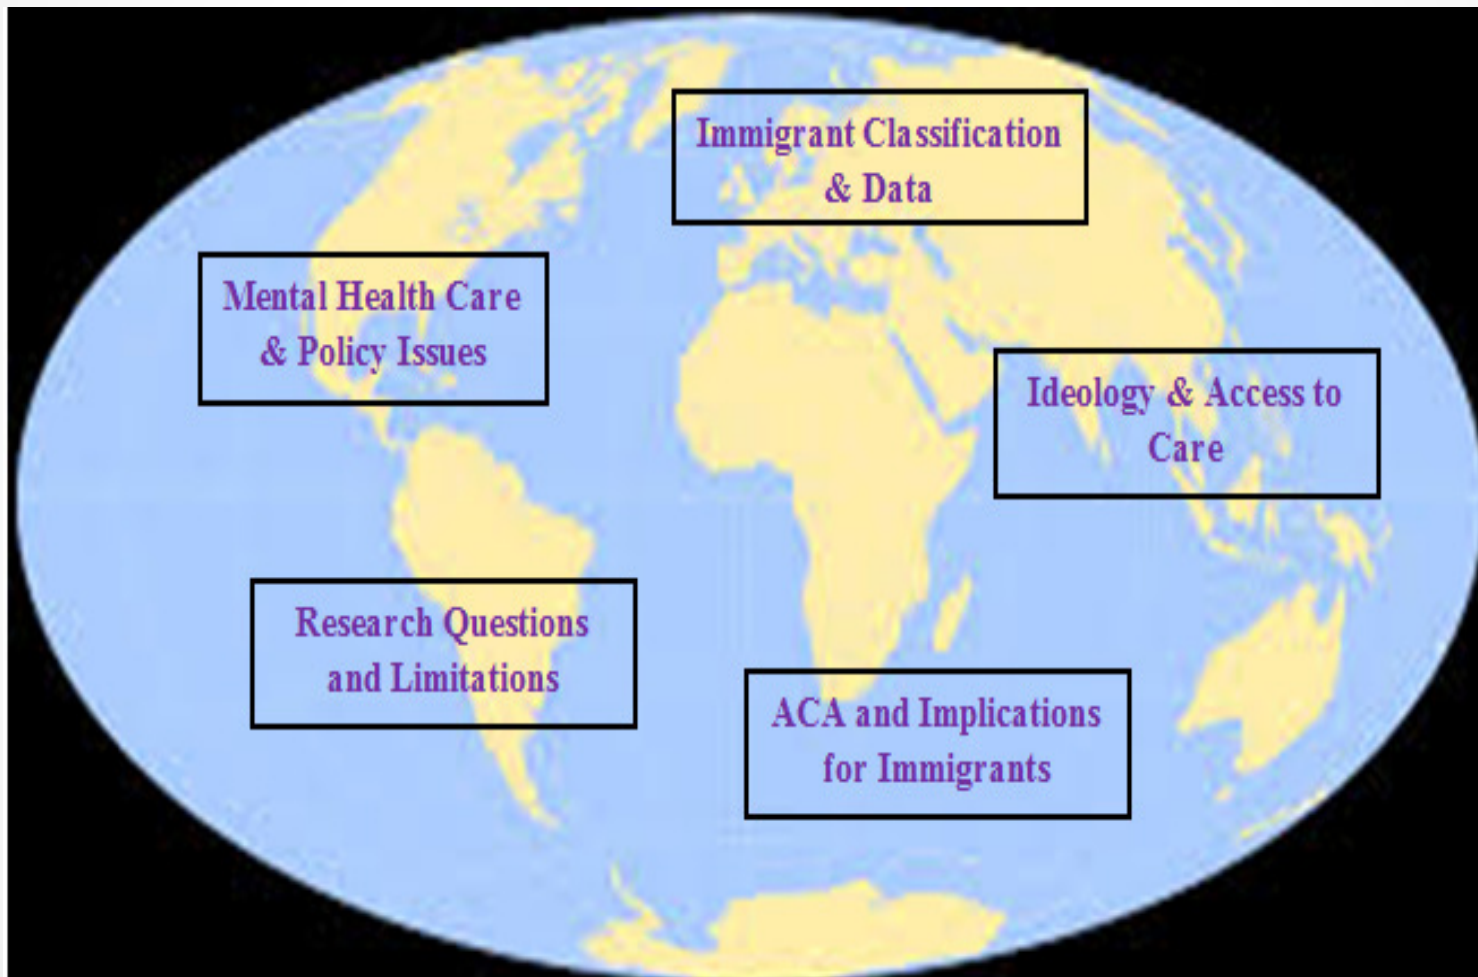 Immigrant Classification
& Data
Mental Health Care
& Policy Issues
Ideology & Access to
Care
Research Questions
and Limitations
ACA and Implications
for Immigrants